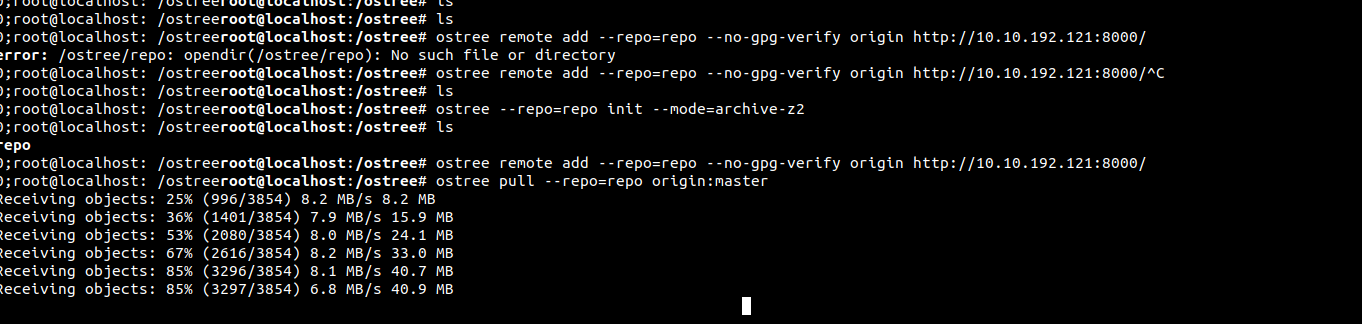 0;root@localhost: /ostreeroot@localhost:/ostree# ls
0;root@localhost: /ostreeroot@localhost:/ostree# ls
0;root@localhost: /ostreeroot@localhost:/ostree# ostree remote add --repo=repo --no-gpg-verify origin http://10.10.192.121:8000/
error: /ostree/repo: opendir(/ostree/repo): No such file or directory
0;root@localhost: /ostreeroot@localhost:/ostree# ostree remote add --repo=repo --no-gpg-verify origin http://10.10.192.121:8000/^C
0;root@localhost: /ostreeroot@localhost:/ostree# ls
0;root@localhost: /ostreeroot@localhost:/ostree# ostree --repo=repo init --mode=archive-z2
0;root@localhost: /ostreeroot@localhost:/ostree# ls
repo
0;root@localhost: /ostreeroot@localhost:/ostree# ostree remote add --repo=repo --no-gpg-verify origin http://10.10.192.121:8000/
0;root@localhost: /ostreeroot@localhost:/ostree# ostree pull --repo=repo origin:master
Receiving objects: 25% (996/3854) 8.2 MB/s 8.2 MB
Receiving objects: 36% (1401/3854) 7.9 MB/s 15.9 MB
Receiving objects: 53% (2080/3854) 8.0 MB/s 24.1 MB
Receiving objects: 67% (2616/3854) 8.2 MB/s 33.0 MB
Receiving objects: 85% (3296/3854) 8.1 MB/s 40.7 MB
Receiving objects: 85% (3297/3854) 6.8 MB/s 40.9 MB